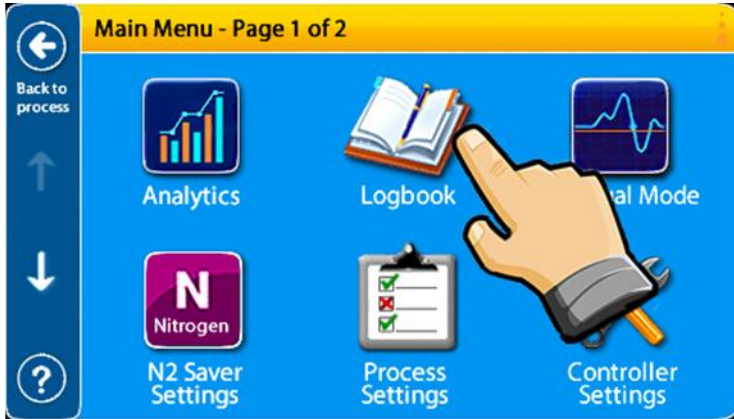 Main Menu - Page 1 of 2
Back to
process
Analytics
Logbook
Mode
N
Nitrogen
N2 Saver
Settings
Process
Settings
Controller
Settings
?